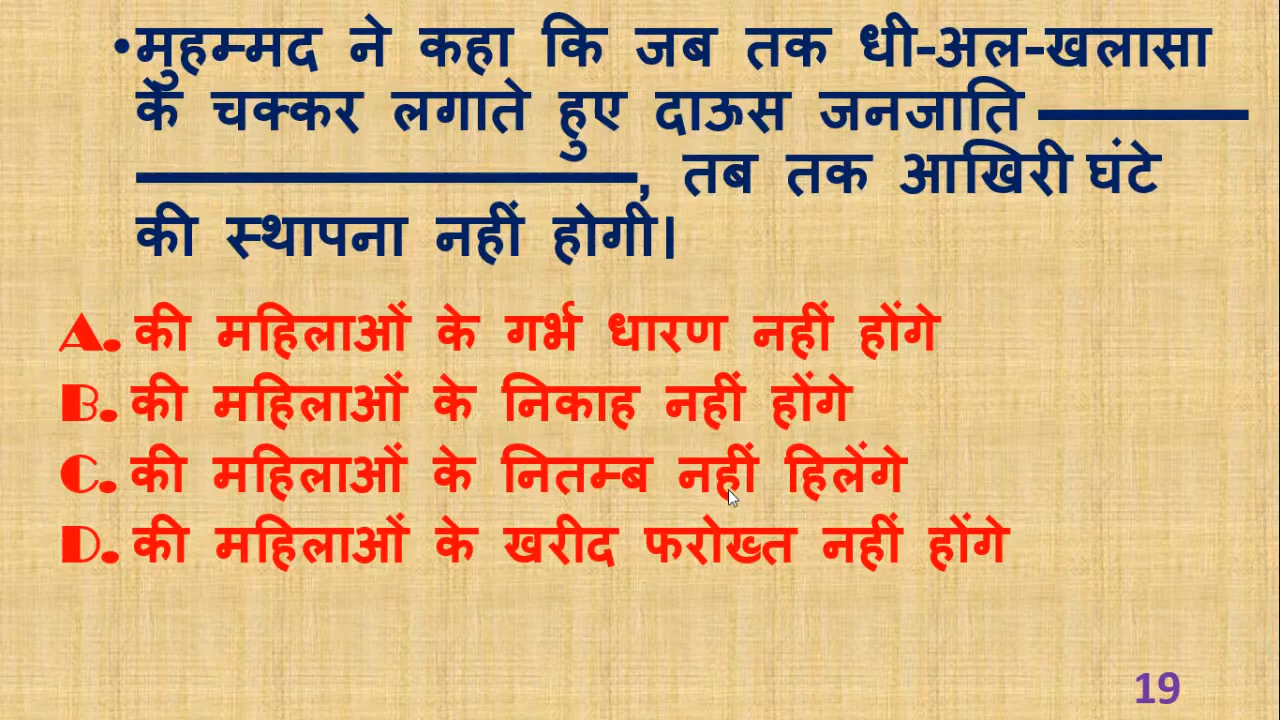 •मुहम्मद ने कहा कि जब तक धी-अल-खलासा
के चक्कर लगाते हुए दाऊस जनजाति ————
——————————, तब तक आखिरी घंटे
की स्थापना नहीं होगी।
A. की महिलाओं के गर्भ धारण नहीं होंगे
B. की महिलाओं के निकाह नहीं होंगे
C. की महिलाओं के नितम्ब नहीं हिलेंगे
D. की महिलाओं के खरीद फरोख्त नहीं होंगे
19